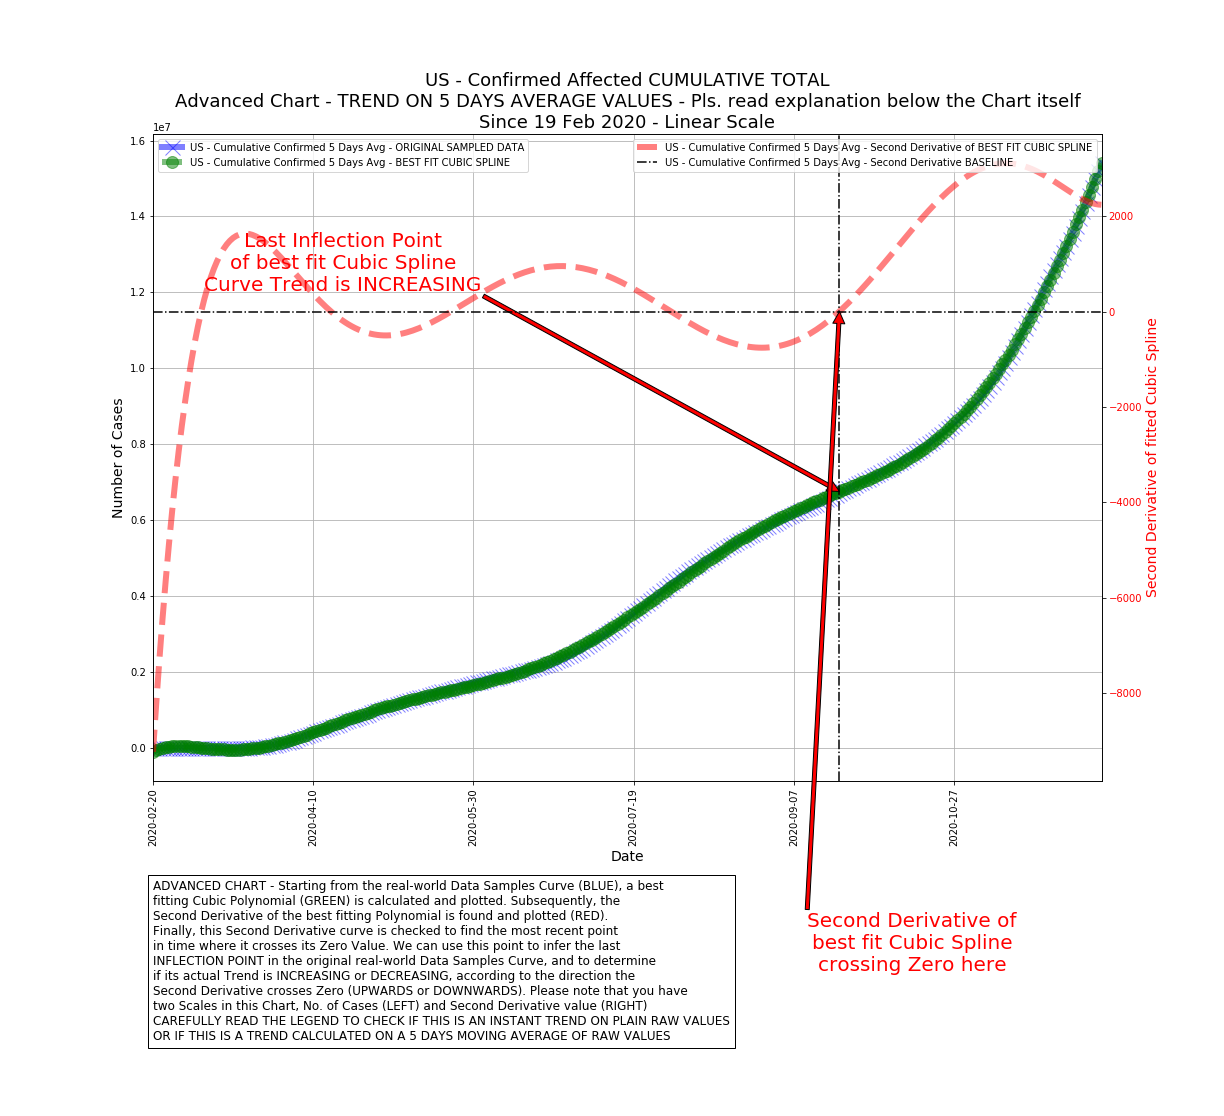 US - Confirmed Affected CUMULATIVE TOTAL
Advanced Chart - TREND ON 5 DAYS AVERAGE VALUES - Pls. read explanation below the Chart itself
Since 19 Feb 2020 - Linear Scale
1e7
US - Cumulative Confirmed 5 Days Avg - ORIGINAL SAMPLED DATA
US - Cumulative Confirmed 5 Days Avg - BEST FIT CUBIC SPLINE
US - Cumulative Confirmed 5 Days Avg - Second Derivative of BEST FIT CUBIC SPLINE
US - Cumulative Confirmed 5 Days Avg - Second Derivative BASELINE
1.6
1.4
1.2
1.0
0.8
0.6
0.4
0.2
0.0
Number of Cases
Last Inflection Point
of best fit Cubic Spline
Curve Trend is INCREASING
2000
0
−2000
−4000
−6000
−8000
Second Derivative of fitted Cubic Spline
2020-02-20
2020-04-10
2020-05-30
2020-07-19
2020-09-07
2020-10-27
Date
ADVANCED CHART - Starting from the real-world Data Samples Curve (BLUE), a best
fitting Cubic Polynomial (GREEN) is calculated and plotted. Subsequently, the
Second Derivative of the best fitting Polynomial is found and plotted (RED).
Finally, this Second Derivative curve is checked to find the most recent point
in time where it crosses its Zero Value. We can use this point to infer the last
INFLECTION POINT in the original real-world Data Samples Curve, and to determine
if its actual Trend is INCREASING or DECREASING, according to the direction the
Second Derivative crosses Zero (UPWARDS or DOWNWARDS). Please note that you have
two Scales in this Chart, No. of Cases (LEFT) and Second Derivative value (RIGHT)
CAREFULLY READ THE LEGEND TO CHECK IF THIS IS AN INSTANT TREND ON PLAIN RAW VALUES
OR IF THIS IS A TREND CALCULATED ON A 5 DAYS MOVING AVERAGE OF RAW VALUES
Second Derivative of
best fit Cubic Spline
crossing Zero here